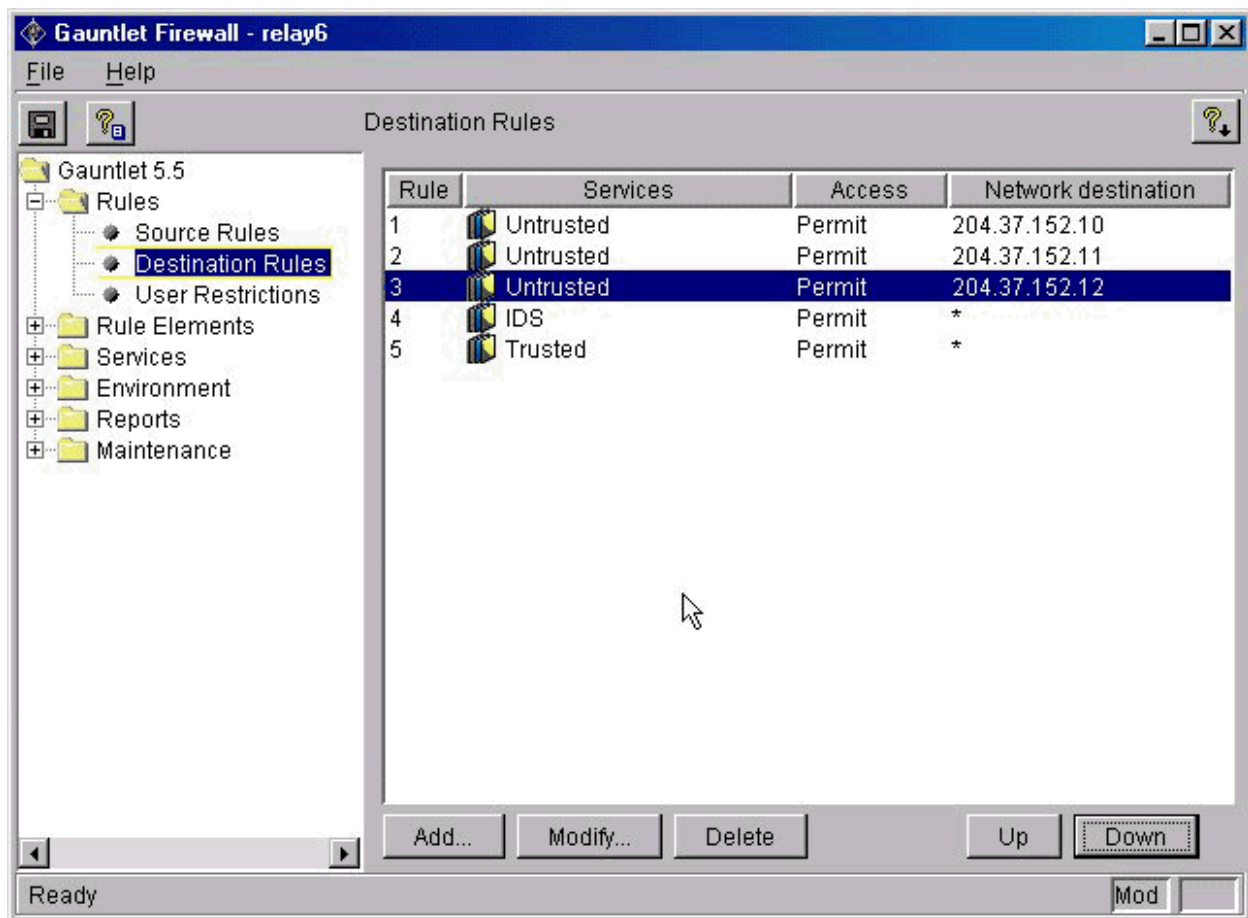 Gauntlet Firewall - relay6
File Help
Destination Rules
Gauntlet 5.5
Rules
Source Rules
Destination Rules
User Restrictions
Rule Elements
Services
Environment
Reports
Maintenance
Rule Services Access Network destination
1 Untrusted Permit 204.37.152.10
2 Untrusted Permit 204.37.152.11
3 Untrusted Permit 204.37.152.12
4 IDS Permit *
5 Trusted Permit *
Add... Modify... Delete Up Down
Ready Mod